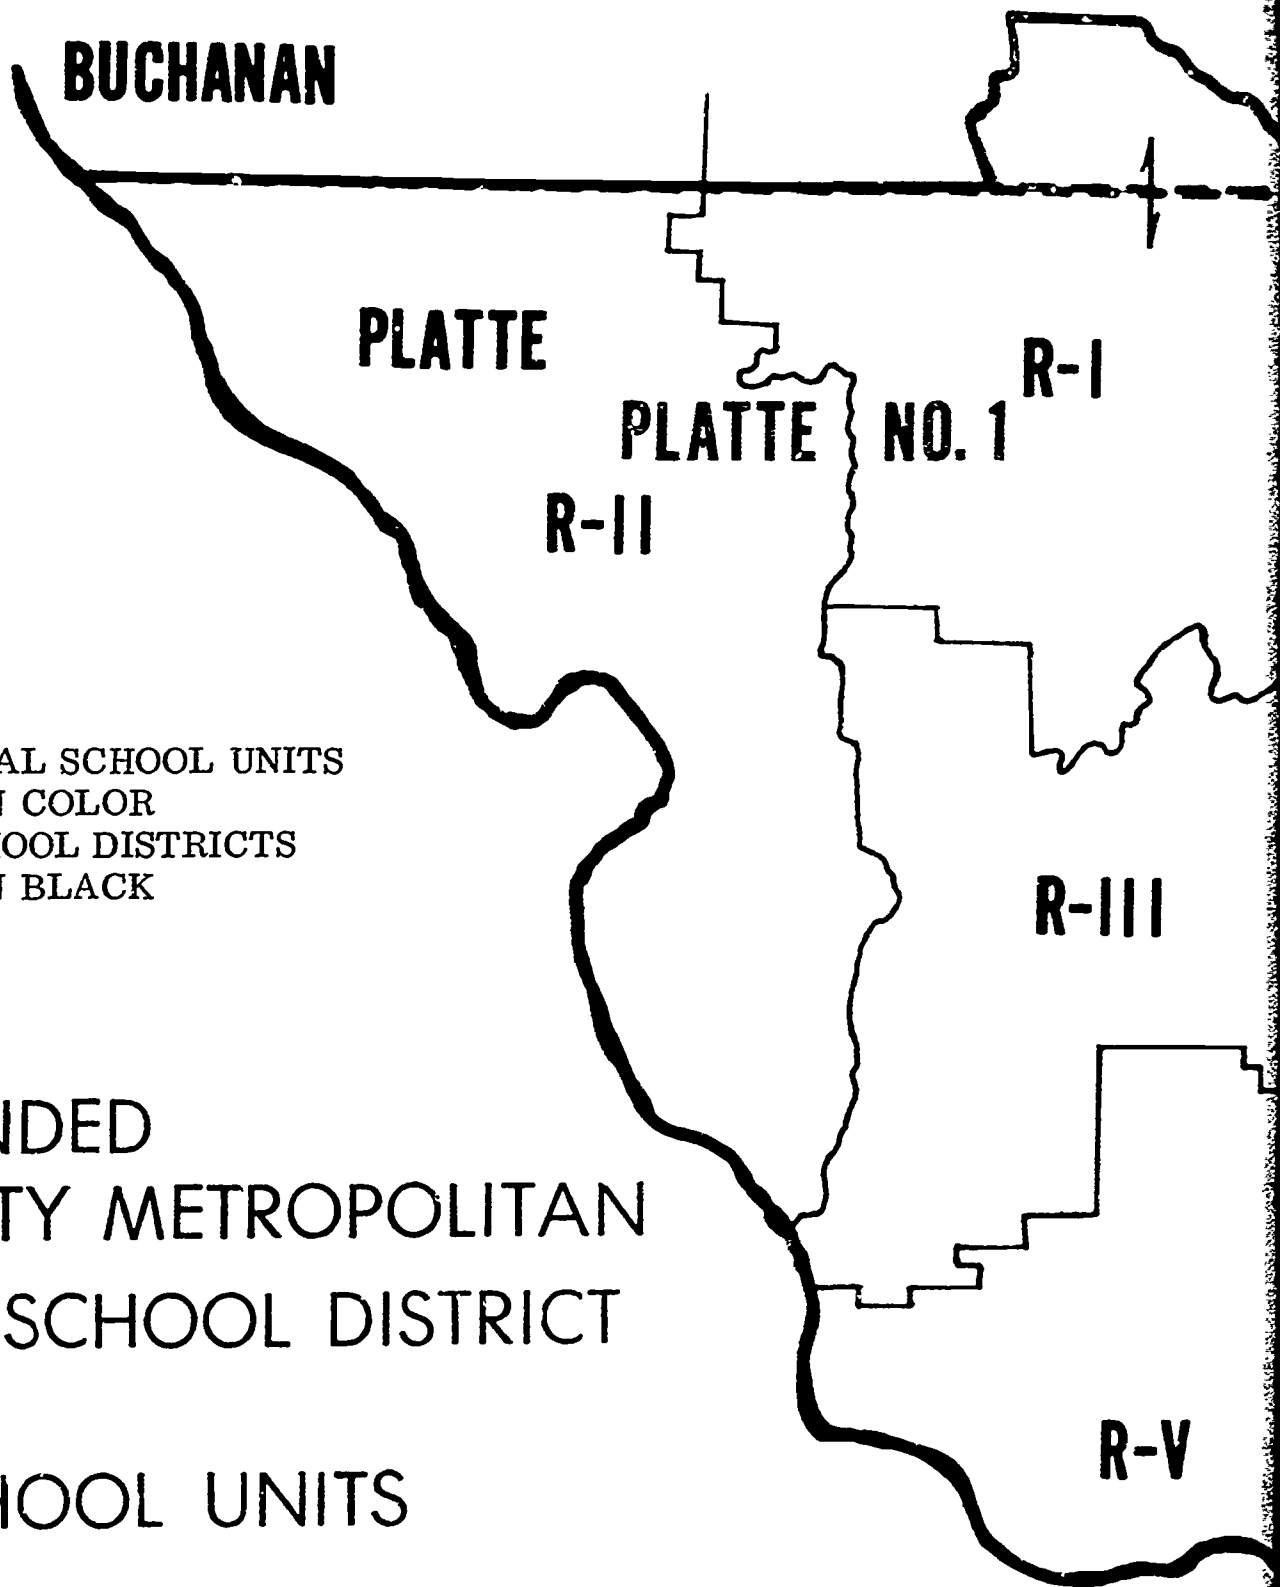 BUCHANAN
PLATTE
R-I
PLATTE NO. 1
R-II
AL SCHOOL UNITS
N COLOR
OOL DISTRICTS
N BLACK
R-III
NDED
TY METROPOLITAN
SCHOOL DISTRICT
R-V
HOOL UNITS